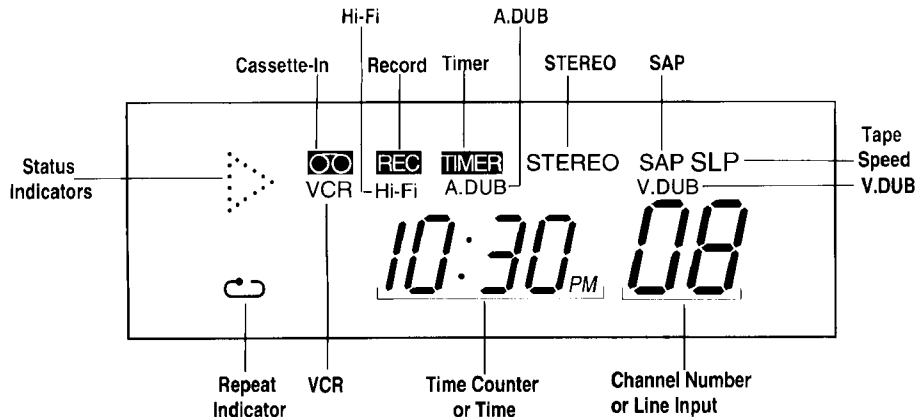 Hi-Fi A.DUB
Cassette-In Record Timer STEREO SAP
Status
Indicators
REC TIMER STEREO SAP SLP
VCR Hi-Fi A.DUB V.DUB
Tape
Speed
V.DUB
10:30 PM 08
Repeat
Indicator
VCR
Time Counter
or Time
Channel Number
or Line Input